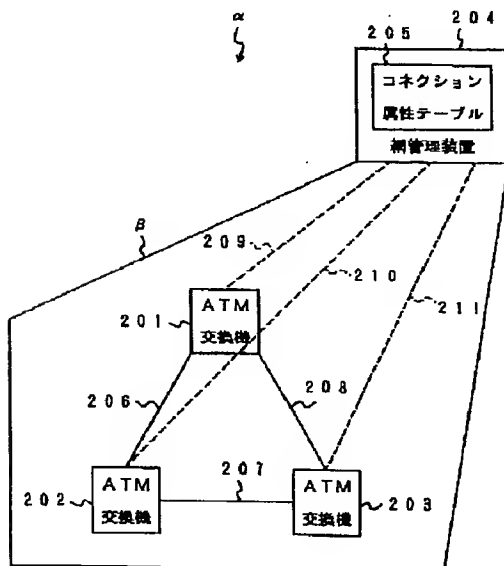 α
205
204
コネクション
属性テーブル
網管理装置
β
209
210
211
201
ATM
交換機
206
208
202
ATM
交換機
207
ATM
交換機
203